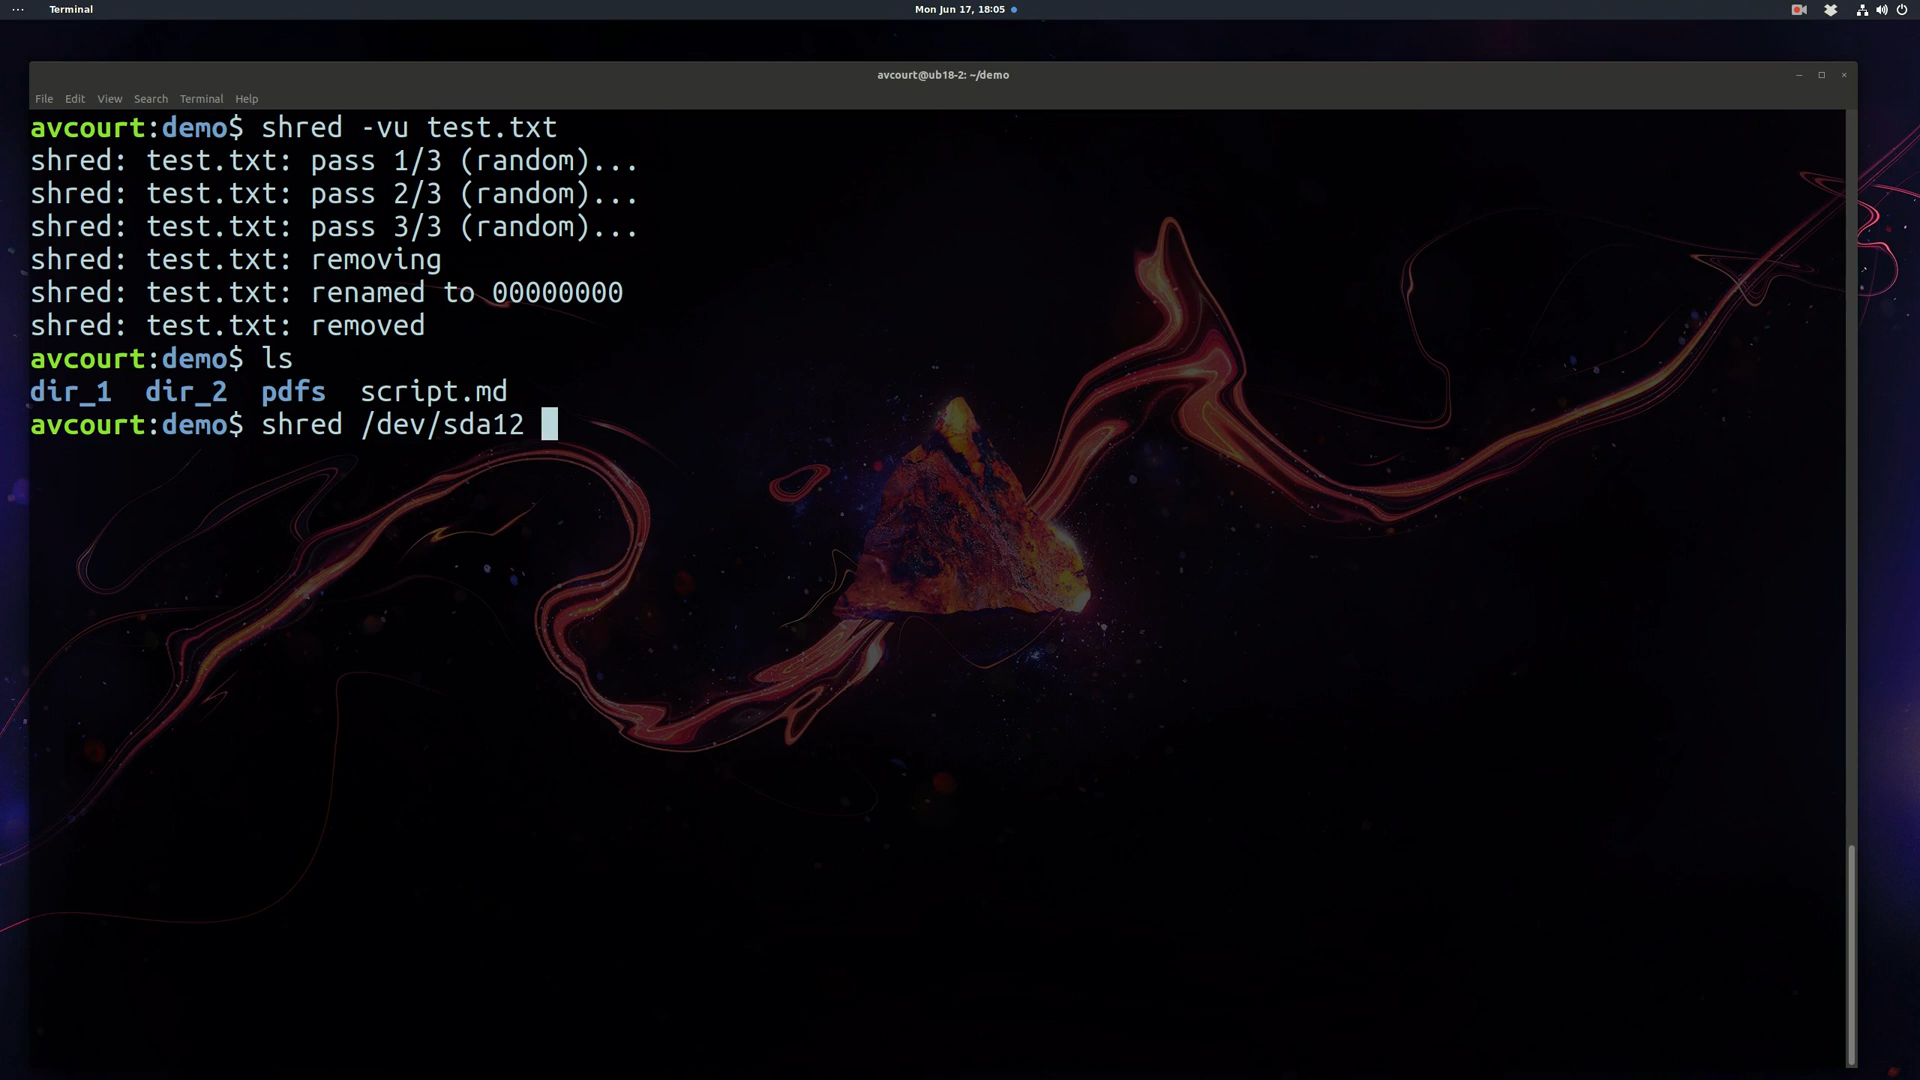 Terminal
Mon Jun 17, 18:05
avcourt@ub18-2: ~/demo
File Edit View Search Terminal Help
avcourt:demo$ shred -vu test.txt
shred: test.txt: pass 1/3 (random)...
shred: test.txt: pass 2/3 (random)...
shred: test.txt: pass 3/3 (random)...
shred: test.txt: removing
shred: test.txt: renamed to 00000000
shred: test.txt: removed
avcourt:demo$ ls
dir_1 dir_2 pdfs script.md
avcourt:demo$ shred /dev/sda12